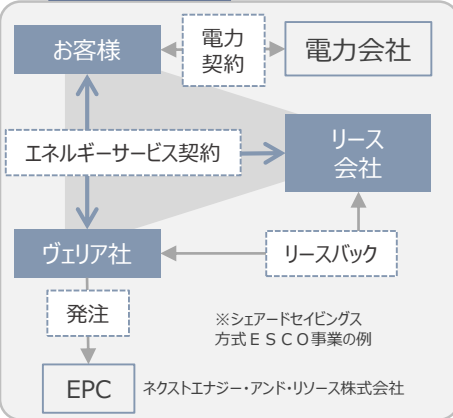 お客様
電力
契約
電力会社
エネルギーサービス契約
リース
会社
ヴェリア社
リースバック
発注
※シェアードセイビングス
方式ＥＳＣＯ事業の例
EPC
ネクストエナジー・アンド・リソース株式会社